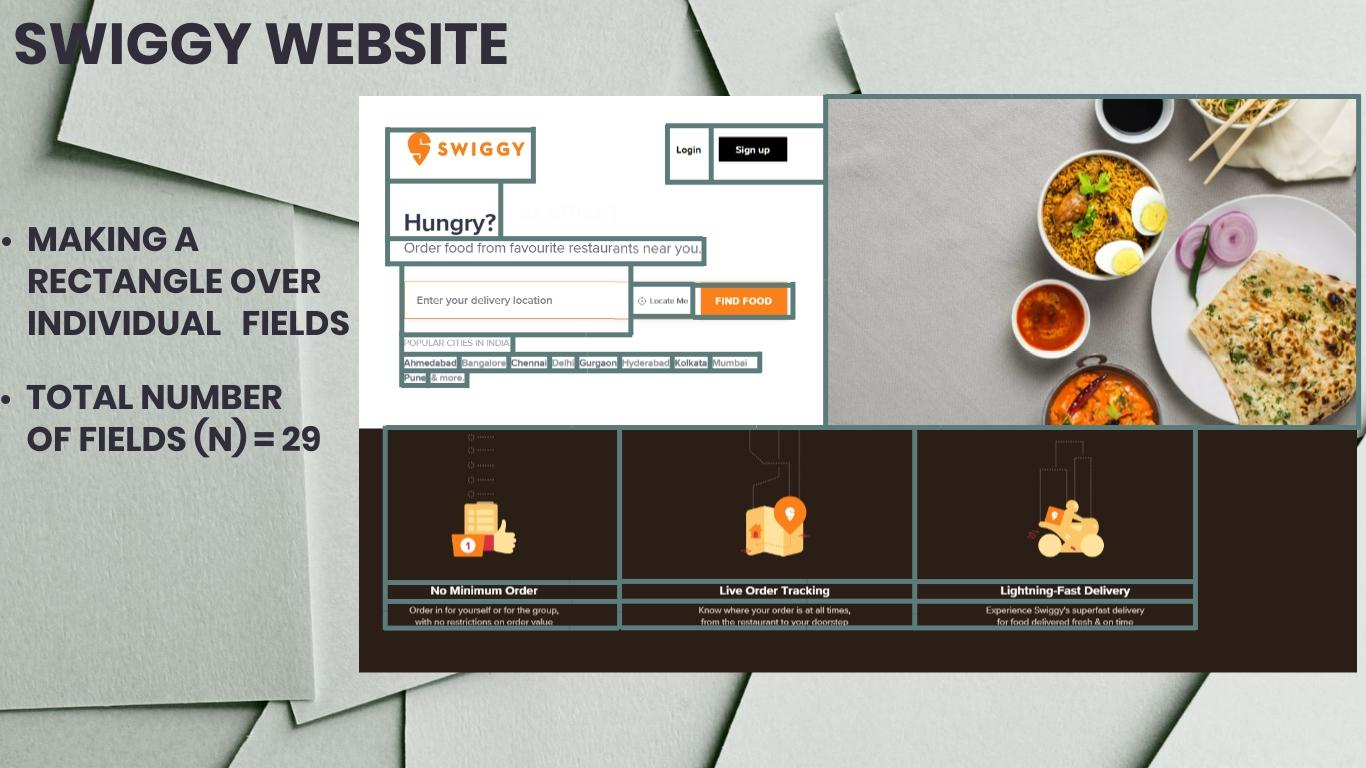 SWIGGY WEBSITE
MAKING A
RECTANGLE OVER
INDIVIDUAL FIELDS
TOTAL NUMBER
OF FIELDS (N) = 29
SWIGGY
Login
Sign up
Hungry?
Order food from favourite restaurants near you.
Enter your delivery location
Locate Me
FIND FOOD
POPULAR CITIES IN INDIA
Ahmedabad Bangalore Chennai Delhi Gurgaon Hyderabad Kolkata Mumbai
Pune & more.
1
No Minimum Order
Order in for yourself or for the group,
with no restrictions on order value
Live Order Tracking
Know where your order is at all times,
from the restaurant to your doorstep
Lightning-Fast Delivery
Experience Swiggy's superfast delivery
for food delivered fresh & on time